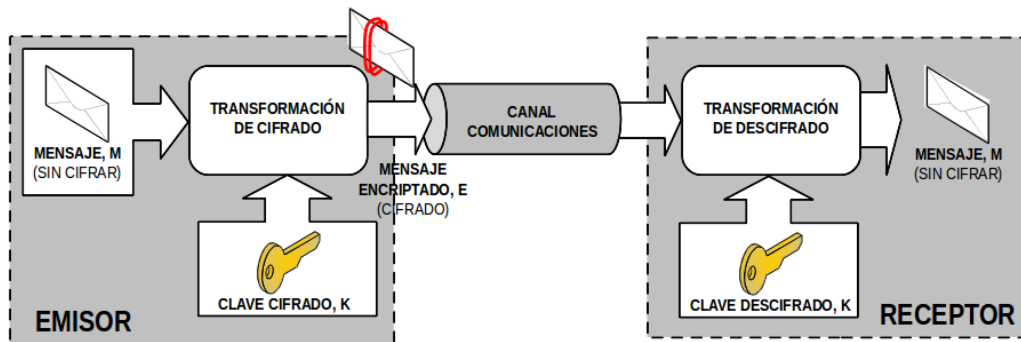 MENSAJE, M
(SIN CIFRAR)
TRANSFORMACIÓN
DE CIFRADO
CLAVE CIFRADO, K
EMISOR
MENSAJE
ENCRIPTADO, E
(CIFRADO)
CANAL
COMUNICACIONES
TRANSFORMACIÓN
DE DESCIFRADO
CLAVE DESCIFRADO, K
MENSAJE, M
(SIN CIFRAR)
RECEPTOR